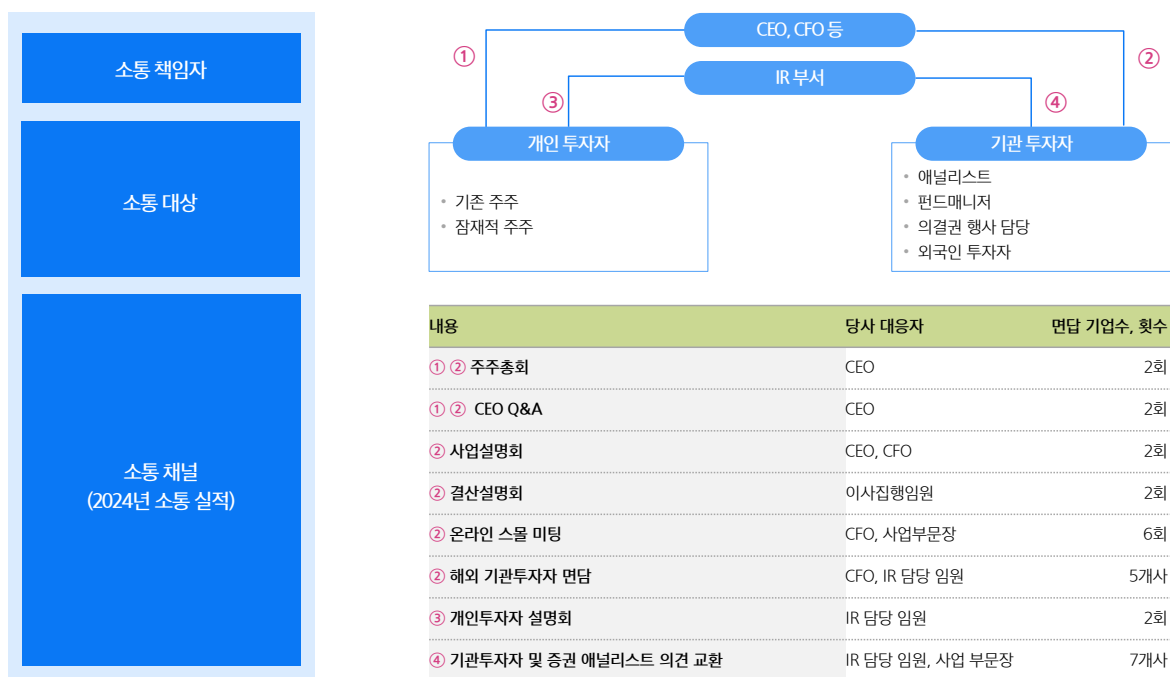 소통 책임자
CEO, CFO 등
①
②
IR 부서
③
④
소통 대상
개인 투자자
• 기존 주주
• 잠재적 주주
기관 투자자
• 애널리스트
• 펀드매니저
• 의결권 행사 담당
• 외국인 투자자
소통 채널
(2024년 소통 실적)
내용 당사 대응자 면담 기업수, 횟수
① ② 주주총회 CEO 2회
① ② CEO Q&A CEO 2회
② 사업설명회 CEO, CFO 2회
② 결산설명회 이사집행임원 2회
② 온라인 스몰 미팅 CFO, 사업부문장 6회
② 해외 기관투자자 면담 CFO, IR 담당 임원 5개사
③ 개인투자자 설명회 IR 담당 임원 2회
④ 기관투자자 및 증권 애널리스트 의견 교환 IR 담당 임원, 사업 부문장 7개사